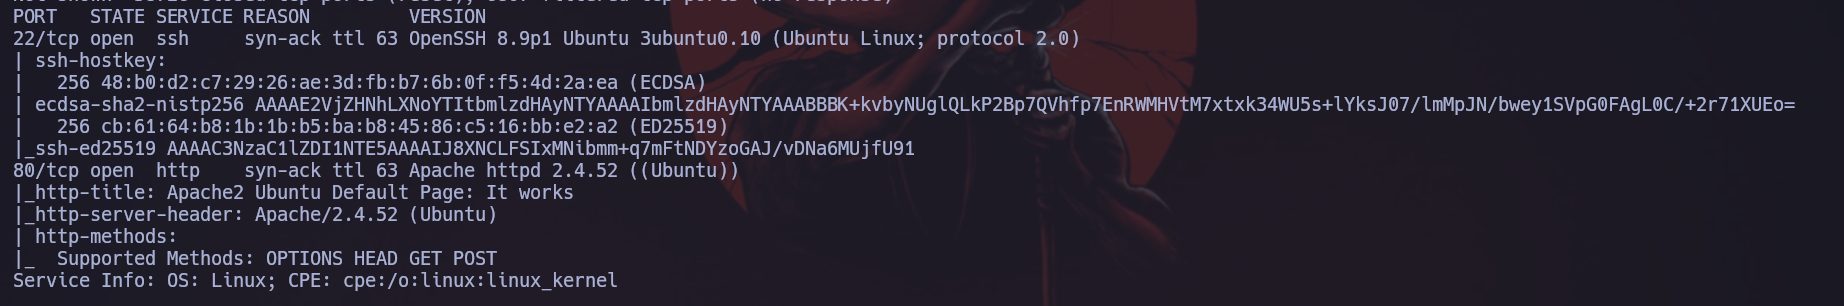 PORT   STATE SERVICE REASON         VERSION
22/tcp open  ssh     syn-ack ttl 63 OpenSSH 8.9p1 Ubuntu 3ubuntu0.10 (Ubuntu Linux; protocol 2.0)
| ssh-hostkey:
|   256 48:b0:d2:c7:29:26:ae:3d:fb:b7:6b:0f:f5:4d:2a:ea (ECDSA)
| ecdsa-sha2-nistp256 AAAAE2VjZHNhLXNoYTItbmlzdHAyNTYAAAAIbmlzdHAyNTYAAABBBK+kvbyNUglQLkP2Bp7QVhfp7EnRWMHVtM7xtxk34WU5s+lYksJ07/lmMpJN/bwey1SVpG0FAgL0C/+2r71XUEo=
|   256 cb:61:64:b8:1b:1b:b5:ba:b8:45:86:c5:16:bb:e2:a2 (ED25519)
|_ssh-ed25519 AAAAC3NzaC1lZDI1NTE5AAAAIJ8XNCLFSIxMNibmm+q7mFtNDYzoGAJ/vDNa6MUjfU91
80/tcp open  http    syn-ack ttl 63 Apache httpd 2.4.52 ((Ubuntu))
|_http-title: Apache2 Ubuntu Default Page: It works
|_http-server-header: Apache/2.4.52 (Ubuntu)
| http-methods:
|_  Supported Methods: OPTIONS HEAD GET POST
Service Info: OS: Linux; CPE: cpe:/o:linux:linux_kernel